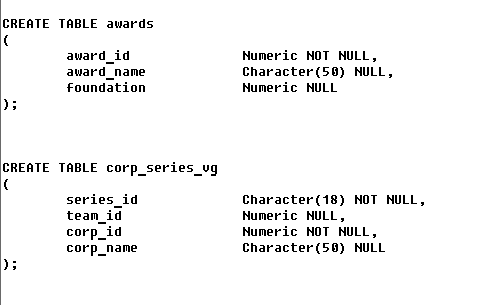 CREATE TABLE awards
(
award_id Numeric NOT NULL,
award_name Character(50) NULL,
foundation Numeric NULL
);
CREATE TABLE corp_series_vg
(
series_id Character(18) NOT NULL,
team_id Numeric NULL,
corp_id Numeric NOT NULL,
corp_name Character(50) NULL
);